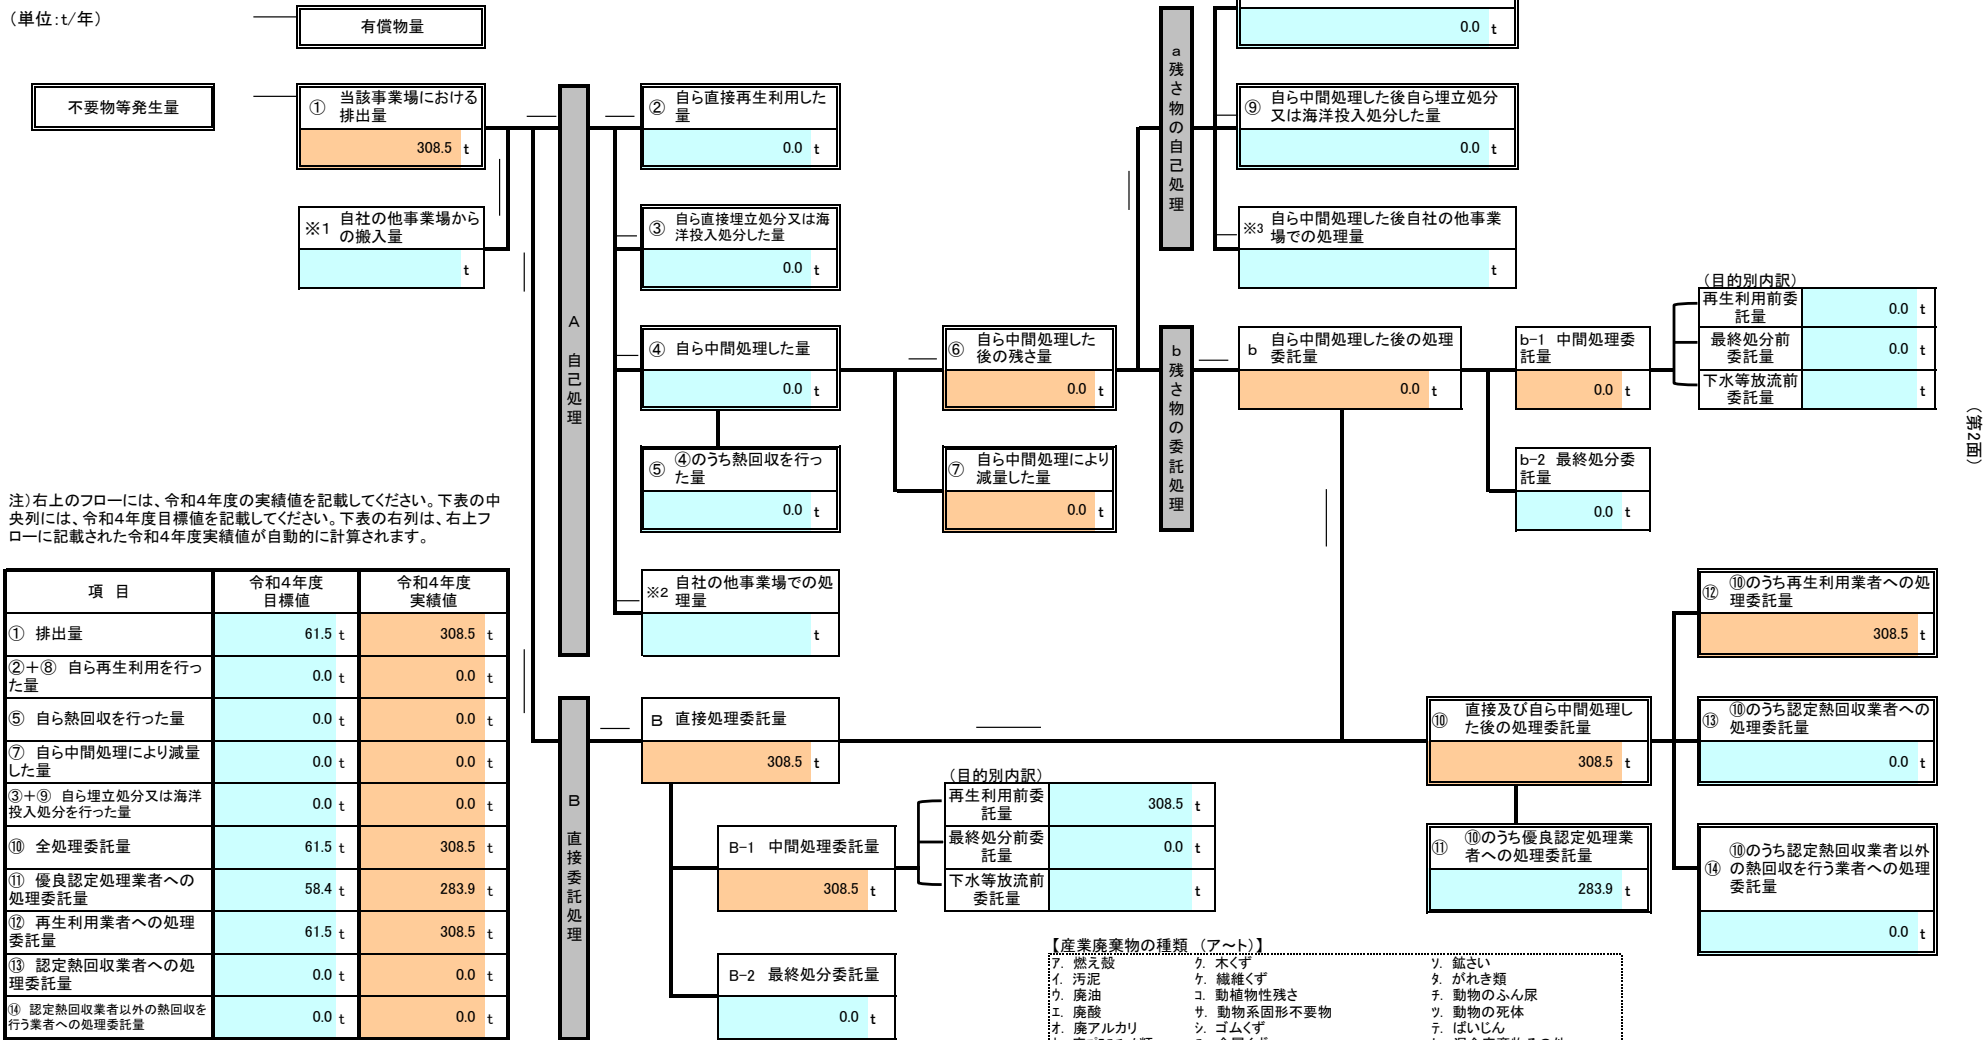 （単位：t/年）
有償物量
不要物等発生量
① 当該事業場における
排出量
308.5 t
※1 自社の他事業場から
の搬入量
t
A 自己処理
② 自ら直接再生利用した
量
0.0 t
③ 自ら直接埋立処分又は海
洋投入処分した量
0.0 t
④ 自ら中間処理した量
0.0 t
⑤ ④のうち熱回収を行っ
た量
0.0 t
※2 自社の他事業場での処
理量
t
⑥ 自ら中間処理した
後の残さ量
0.0 t
⑦ 自ら中間処理により
減量した量
0.0 t
a 残さ物の自己処理
0.0 t
⑨ 自ら中間処理した後自ら埋立処分
又は海洋投入処分した量
0.0 t
※3 自ら中間処理した後自社の他事業
場での処理量
t
b 残さ物の委託処理
b 自ら中間処理した後の処理
委託量
0.0 t
b-1 中間処理委
託量
0.0 t
b-2 最終処分委
託量
0.0 t
（目的別内訳）
再生利用前委
託量
0.0 t
最終処分前
委託量
0.0 t
下水等放流前
委託量
t
（第2面）
注）右上のフローには、令和4年度の実績値を記載してください。下表の中
央列には、令和4年度目標値を記載してください。下表の右列は、右上フ
ローに記載された令和4年度実績値が自動的に計算されます。
項 目 令和4年度 令和4年度
目標値 実績値
① 排出量 61.5 t 308.5 t
②＋⑧ 自ら再生利用を行っ
た量 0.0 t 0.0 t
⑤ 自ら熱回収を行った量 0.0 t 0.0 t
⑦ 自ら中間処理により減量
した量 0.0 t 0.0 t
③＋⑨ 自ら埋立処分又は海洋
投入処分を行った量 0.0 t 0.0 t
⑩ 全処理委託量 61.5 t 308.5 t
⑪ 優良認定処理業者への
処理委託量 58.4 t 283.9 t
⑫ 再生利用業者への処理
委託量 61.5 t 308.5 t
⑬ 認定熱回収業者への処
理委託量 0.0 t 0.0 t
⑭ 認定熱回収業者以外の熱回収を
行う業者への処理委託量 0.0 t 0.0 t
B 直接委託処理
B 直接処理委託量
308.5 t
B-1 中間処理委託量
308.5 t
B-2 最終処分委託量
0.0 t
（目的別内訳）
再生利用前委
託量
308.5 t
最終処分前委
託量
0.0 t
下水等放流前
委託量
t
⑩ 直接及び自ら中間処理し
た後の処理委託量
308.5 t
⑪ ⑩のうち優良認定処理業
者への処理委託量
283.9 t
⑫ ⑩のうち再生利用業者への処
理委託量
308.5 t
⑬ ⑩のうち認定熱回収業者への
処理委託量
0.0 t
⑭ ⑩のうち認定熱回収業者以外
の熱回収を行う業者への処理
委託量
0.0 t
【産業廃棄物の種類 （ア～ト）】
ア. 燃え殻 ク. 木くず ソ. 鉱さい
イ. 汚泥 ケ. 繊維くず タ. がれき類
ウ. 廃油 コ. 動植物性残さ チ. 動物のふん尿
エ. 廃酸 サ. 動物系固形不要物 ツ. 動物の死体
オ. 廃アルカリ シ. ゴムくず テ. ばいじん